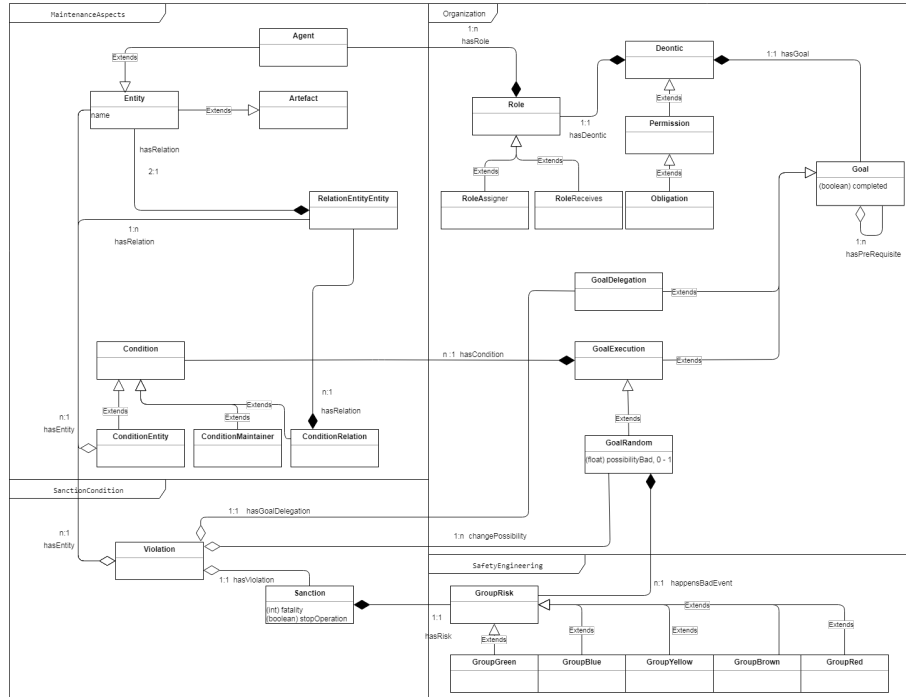 MaintenanceAspects
Organization
1:n
hasRole
Agent
Deontic
1:1 hasGoal
Extends
Entity
name
Extends
Artefact
Extends
Role
1:1
hasDeontic
Permission
hasRelation
2:1
Extends
Extends
Extends
Goal
(boolean) completed
RelationEntityEntity
RoleAssigner
RoleReceives
Obligation
1:n
hasRelation
1:n
hasPreRequisite
GoalDelegation
Extends
Condition
n :1 hasCondition
GoalExecution
Extends
n:1
hasRelation
Extends
Extends
Extends
Extends
n:1
hasEntity
ConditionEntity
ConditionMaintainer
ConditionRelation
GoalRandom
(float) possibilityBad, 0 - 1
SanctionCondition
1:1 hasGoalDelegation
n:1
hasEntity
Violation
1:n changePossibility
SafetyEngineering
1:1 hasViolation
n:1 happensBadEvent
Sanction
(int) fatality
(boolean) stopOperation
GroupRisk
1:1
hasRisk
Extends
Extends
Extends
Extends
Extends
GroupGreen
GroupBlue
GroupYellow
GroupBrown
GroupRed